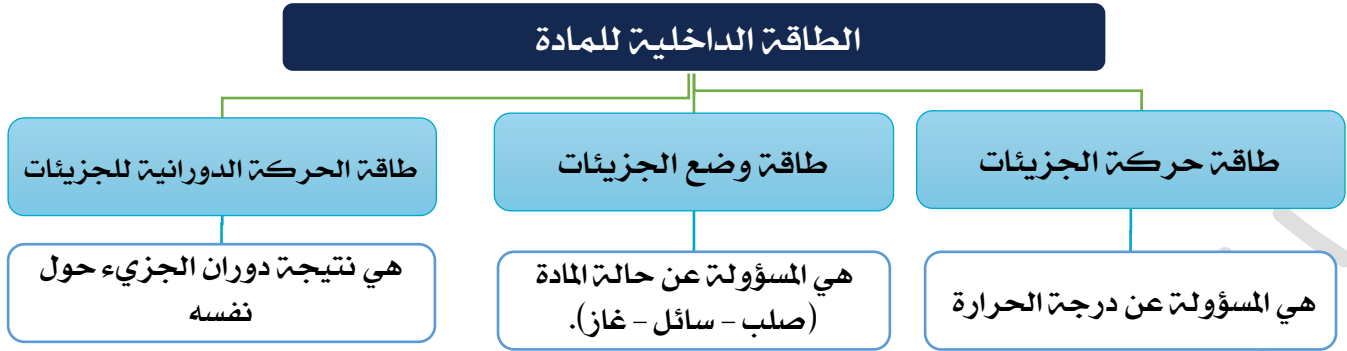 الطاقة الداخلية للمادة
طاقة حركة الجزيئات
طاقة وضع الجزيئات
طاقة الحركة الدورانية للجزيئات
هي المسؤولة عن درجة الحرارة
هي المسؤولة عن حالة المادة
(صلب – سائل – غاز).
هي نتيجة دوران الجزيء حول
نفسه